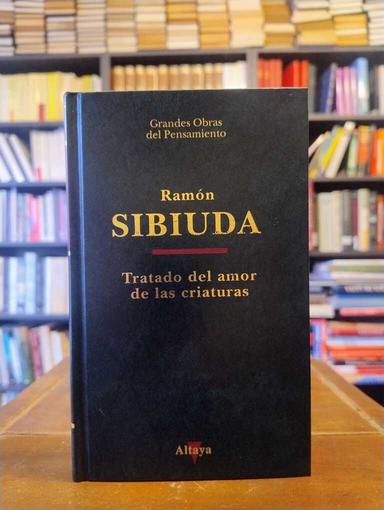 Grandes Obras
del Pensamiento
Ramón
SIBIUDA
Tratado del amor
de las criaturas
Altaya